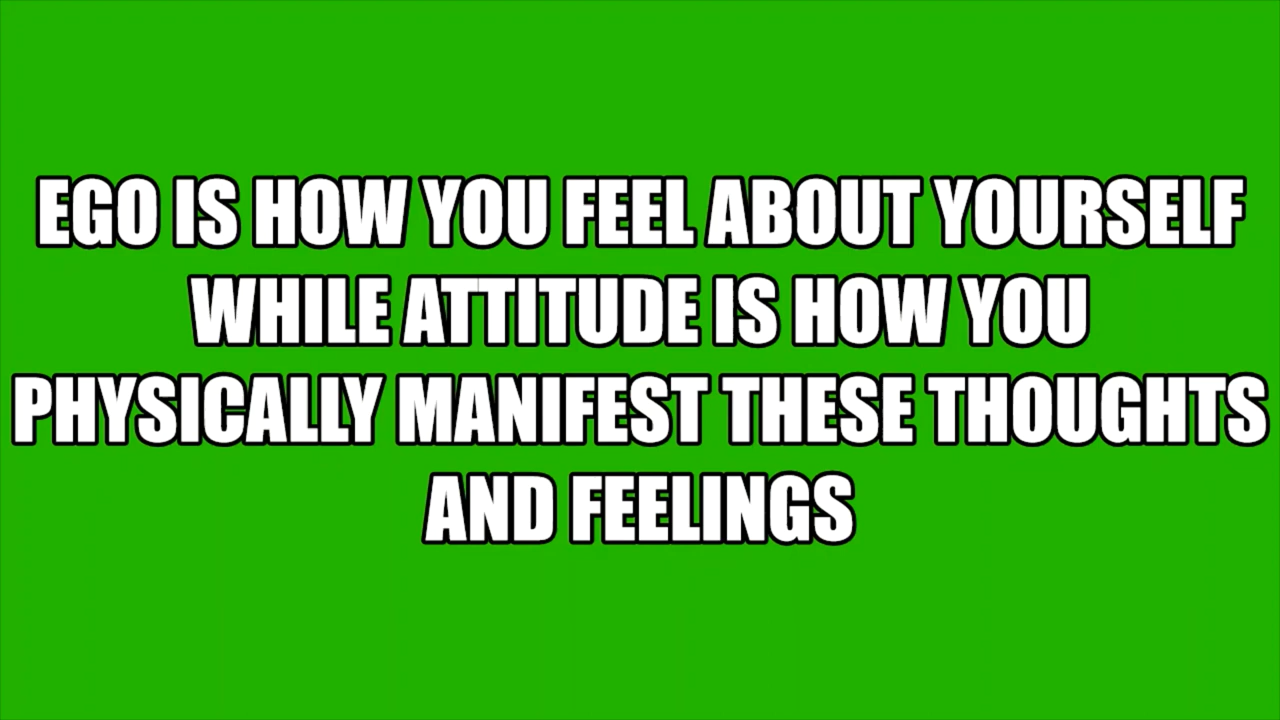 EGO IS HOW YOU FEEL ABOUT YOURSELF
WHILE ATTITUDE IS HOW YOU
PHYSICALLY MANIFEST THESE THOUGHTS
AND FEELINGS